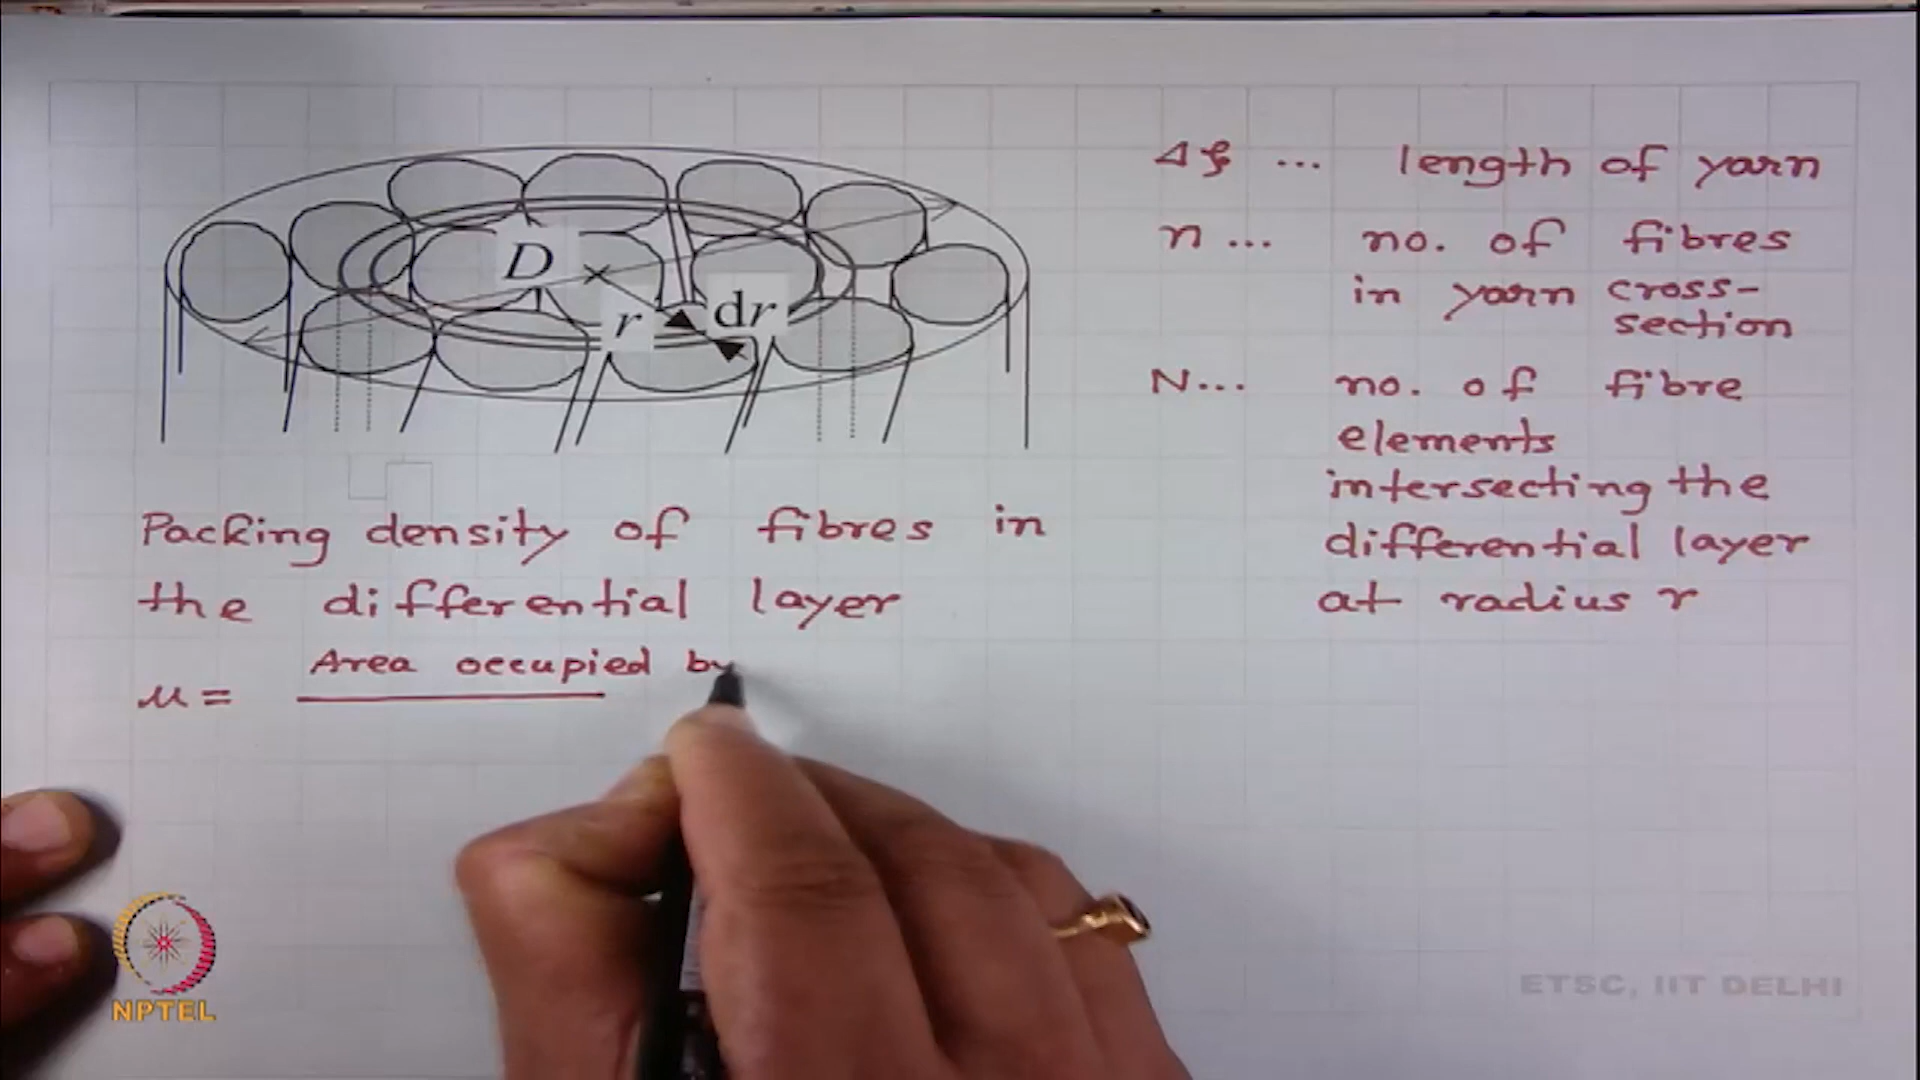 D
r
dr
Δξ ... length of yarn
n ... no. of fibres
in yarn cross-
section
N... no. of fibre
elements
intersecting the
differential layer
at radius r
Packing density of fibres in
the differential layer
Area occupied by
μ =
NPTEL
ETSC, IIT DELHI